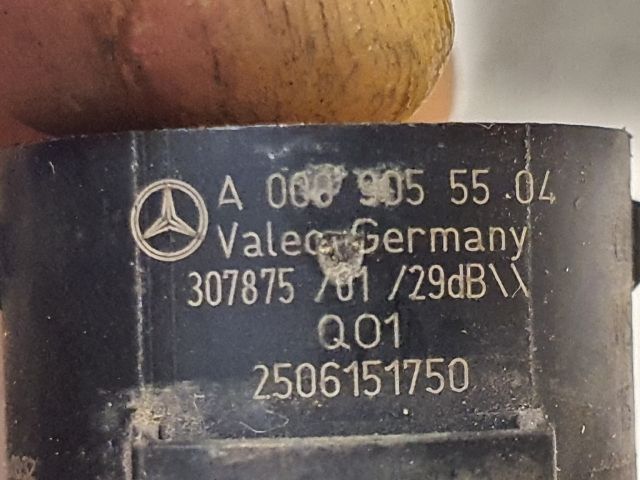 A 000 905 55 04
Valeo, Germany
307875 /01 /29dB\\
Q01
2506151750